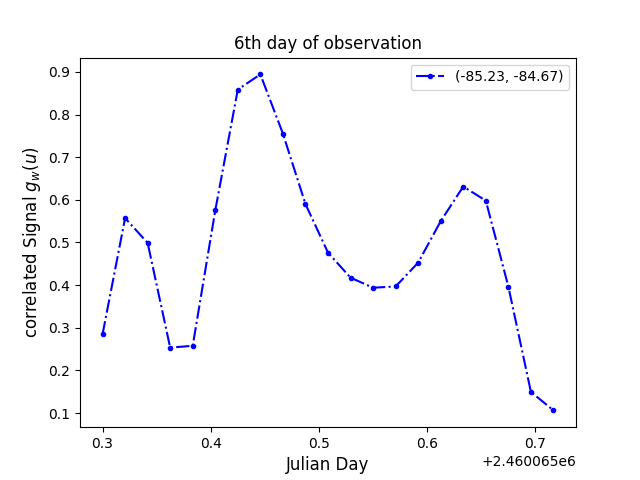 6th day of observation
(-85.23, -84.67)
correlated Signal g_w(u)
0.9
0.8
0.7
0.6
0.5
0.4
0.3
0.2
0.1
0.3 0.4 0.5 0.6 0.7
Julian Day
+2.460065e6